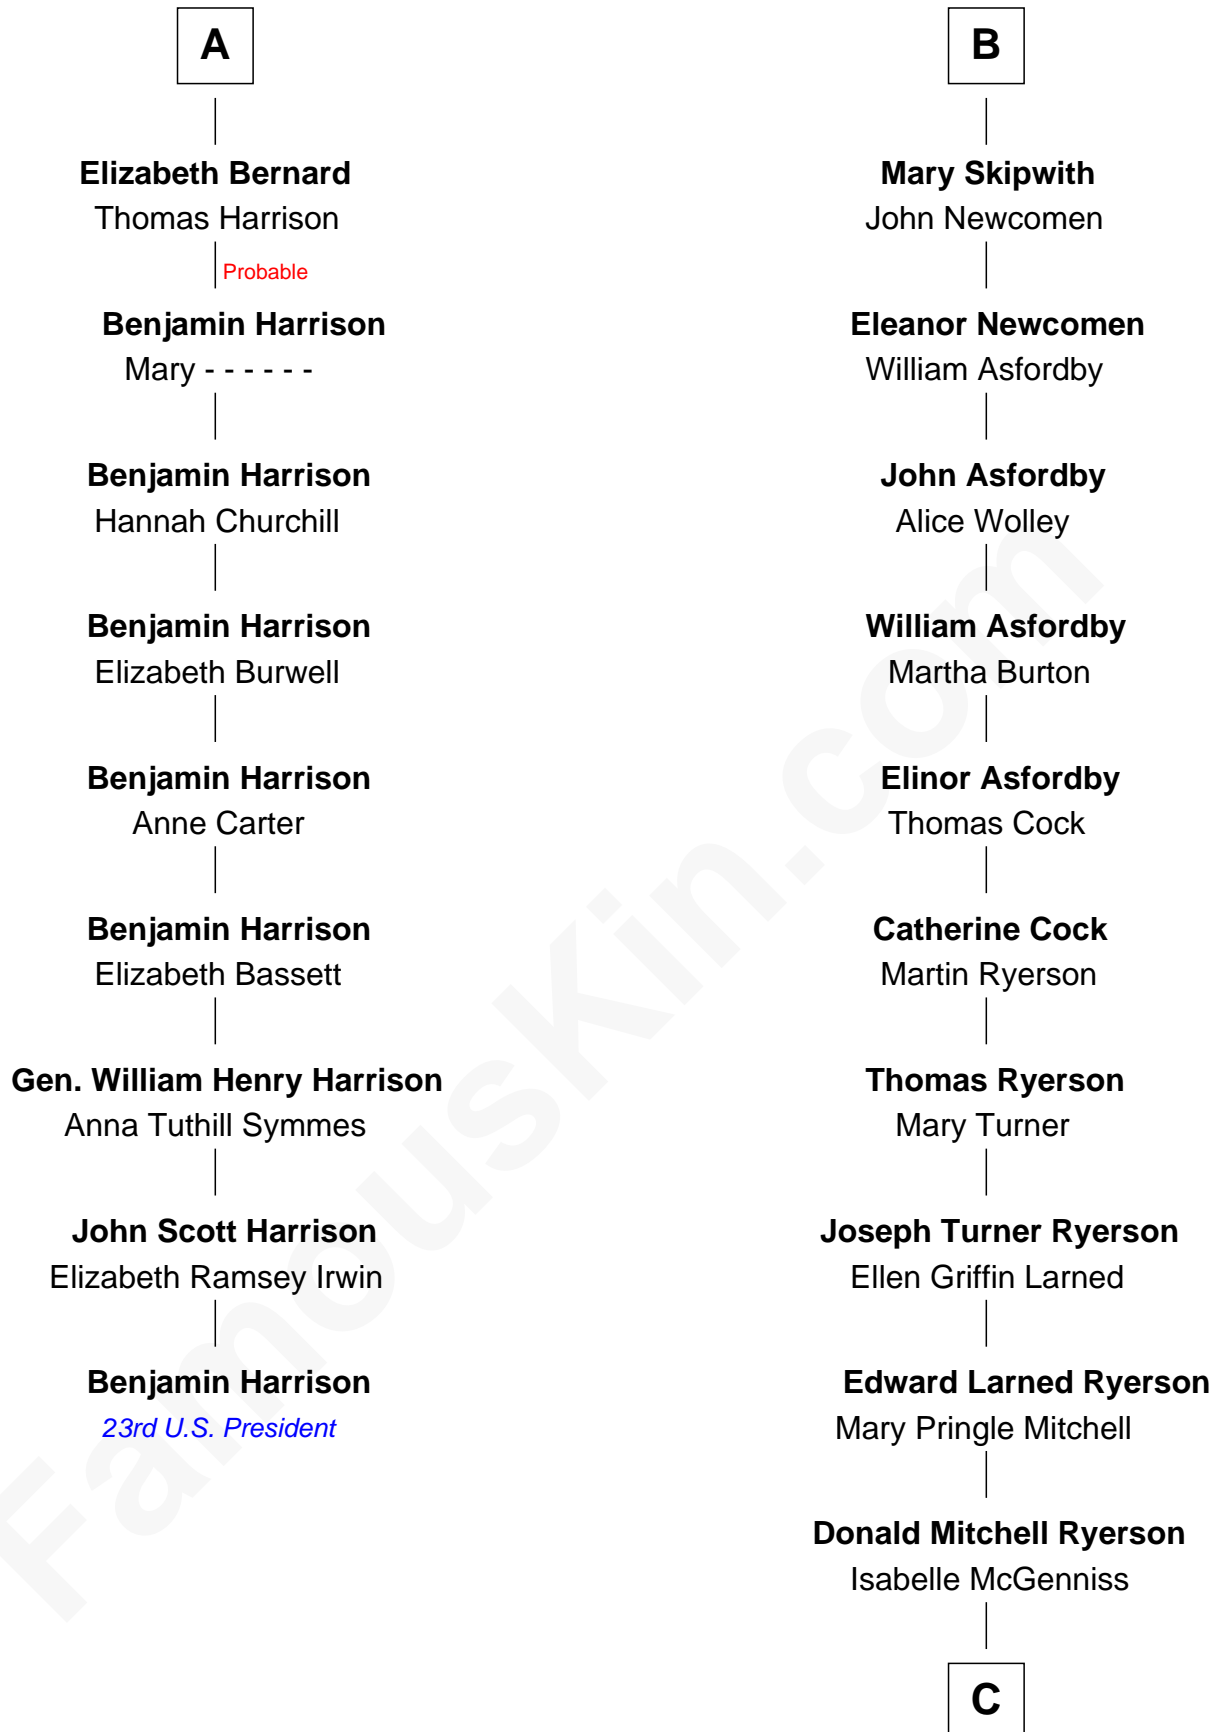 A
Elizabeth Bernard
Thomas Harrison
Probable
Benjamin Harrison
Mary - - - - - -
Benjamin Harrison
Hannah Churchill
Benjamin Harrison
Elizabeth Burwell
Benjamin Harrison
Anne Carter
Benjamin Harrison
Elizabeth Bassett
Gen. William Henry Harrison
Anna Tuthill Symmes
John Scott Harrison
Elizabeth Ramsey Irwin
Benjamin Harrison
23rd U.S. President
B
Mary Skipwith
John Newcomen
Eleanor Newcomen
William Asfordby
John Asfordby
Alice Wolley
William Asfordby
Martha Burton
Elinor Asfordby
Thomas Cock
Catherine Cock
Martin Ryerson
Thomas Ryerson
Mary Turner
Joseph Turner Ryerson
Ellen Griffin Larned
Edward Larned Ryerson
Mary Pringle Mitchell
Donald Mitchell Ryerson
Isabelle McGenniss
C
FamousKin.com